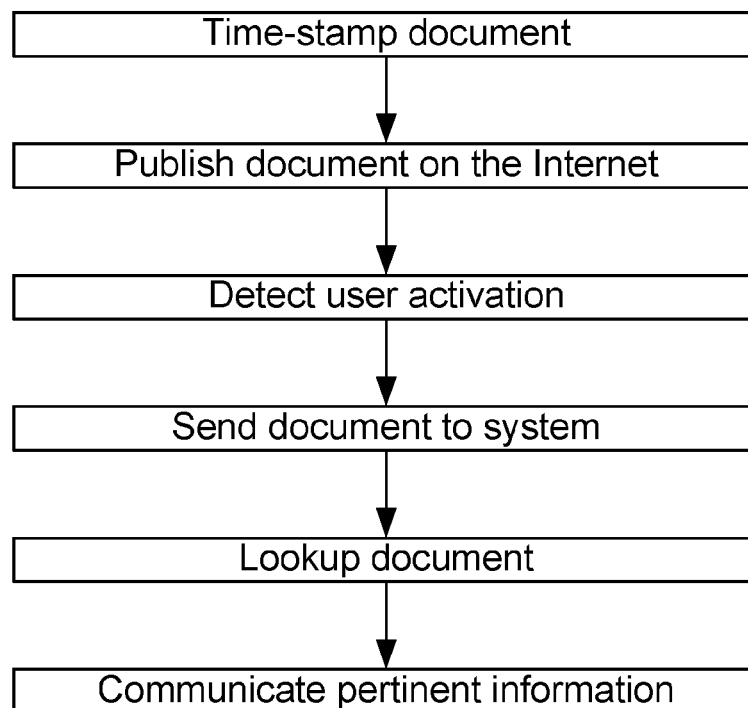 Time-stamp document
Publish document on the Internet
Detect user activation
Send document to system
Lookup document
Communicate pertinent information